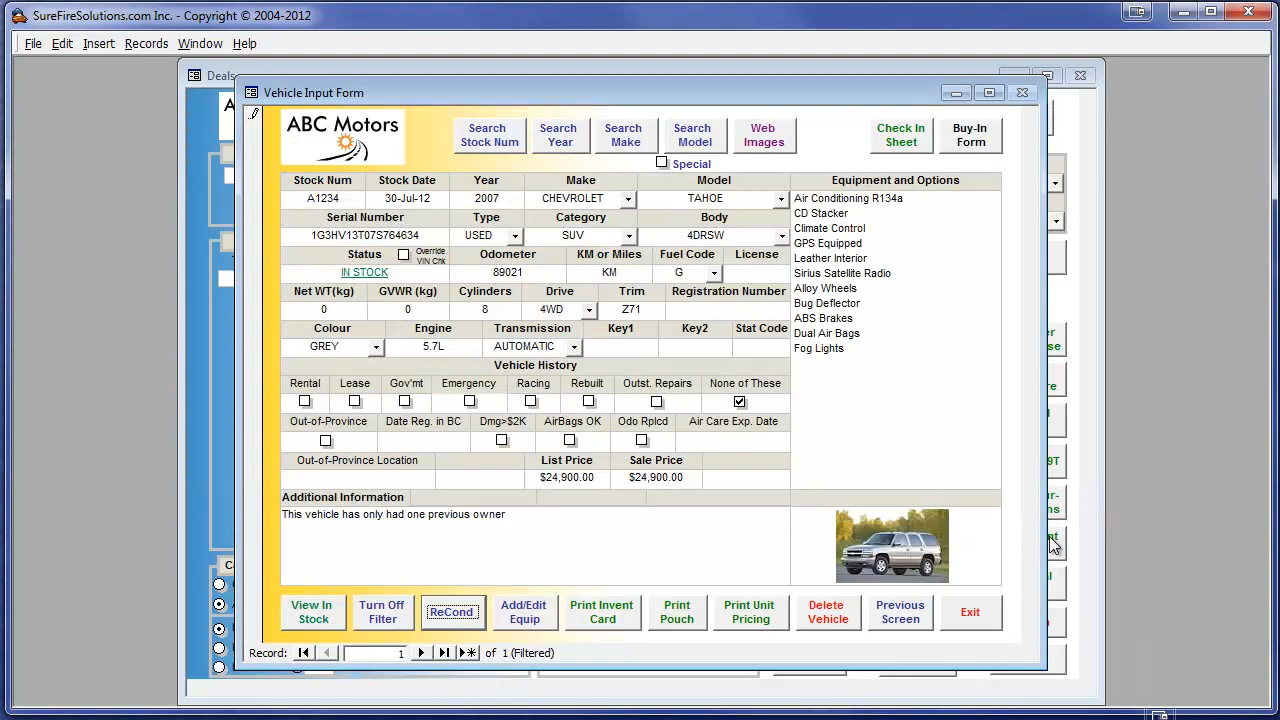 SureFireSolutions.com Inc. - Copyright © 2004-2012
File Edit Insert Records Window Help
Deals
Vehicle Input Form
ABC Motors
Search Stock Num
Search Year
Search Make
Search Model
Web Images
Check In Sheet
Buy-In Form
Special
Stock Num Stock Date Year Make Model Equipment and Options
A1234 30-Jul-12 2007 CHEVROLET TAHOE
Serial Number Type Category Body
1G3HV13T07S764634 USED SUV 4DRSW
Status Override VIN Chk Odometer KM or Miles Fuel Code License
IN STOCK 89021 KM G
Net WT(kg) GVWR (kg) Cylinders Drive Trim Registration Number
0 0 8 4WD Z71
Colour Engine Transmission Key1 Key2 Stat Code
GREY 5.7L AUTOMATIC
Vehicle History
Rental Lease Gov'mt Emergency Racing Rebuilt Outst. Repairs None of These
Out-of-Province Date Reg. in BC Dmg>$2K AirBags OK Odo Rplcd Air Care Exp. Date
Out-of-Province Location List Price Sale Price
$24,900.00 $24,900.00
Additional Information
This vehicle has only had one previous owner
Air Conditioning R134a
CD Stacker
Climate Control
GPS Equipped
Leather Interior
Sirius Satellite Radio
Alloy Wheels
Bug Deflector
ABS Brakes
Dual Air Bags
Fog Lights
View In Stock
Turn Off Filter
ReCond
Add/Edit Equip
Print Invent Card
Print Pouch
Print Unit Pricing
Delete Vehicle
Previous Screen
Exit
Record: 1 of 1 (Filtered)